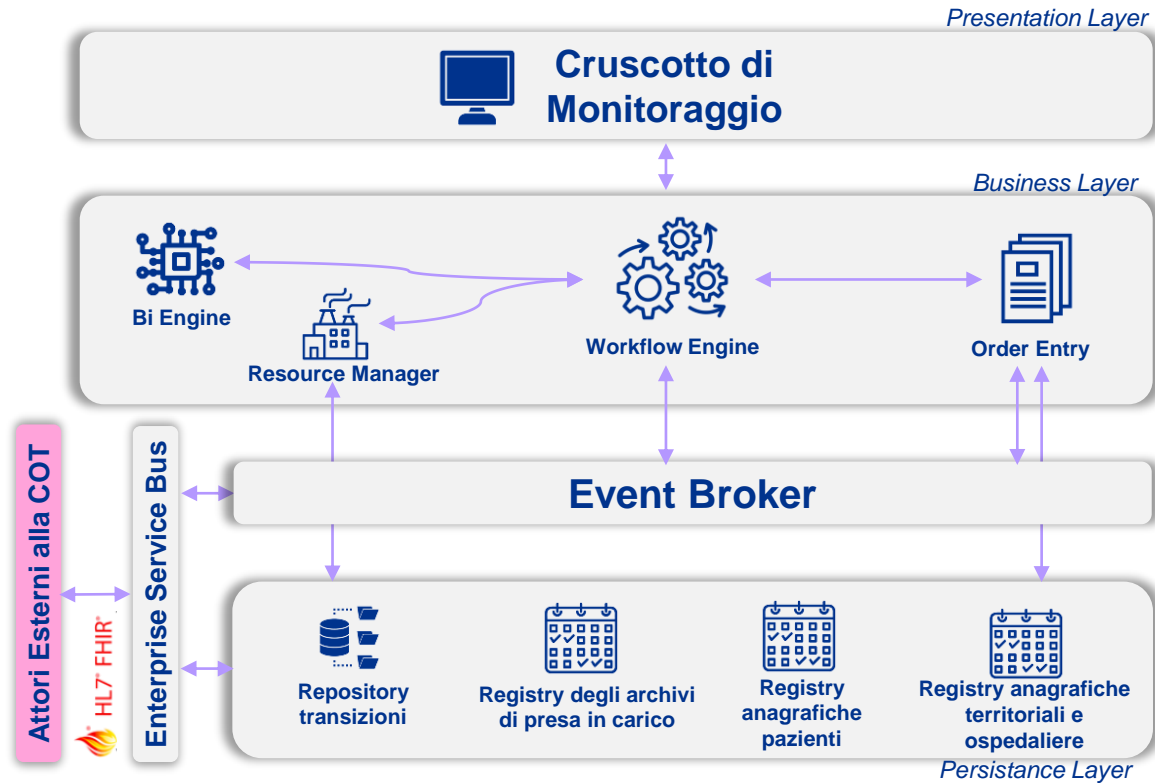 Presentation Layer
Cruscotto di
Monitoraggio
Business Layer
Bi Engine
Resource Manager
Workflow Engine
Order Entry
Attori Esterni alla COT
HL7® FHIR®
Enterprise Service Bus
Event Broker
Repository
transizioni
Registry degli archivi
di presa in carico
Registry
anagrafiche
pazienti
Registry anagrafiche
territoriali e
ospedaliere
Persistance Layer